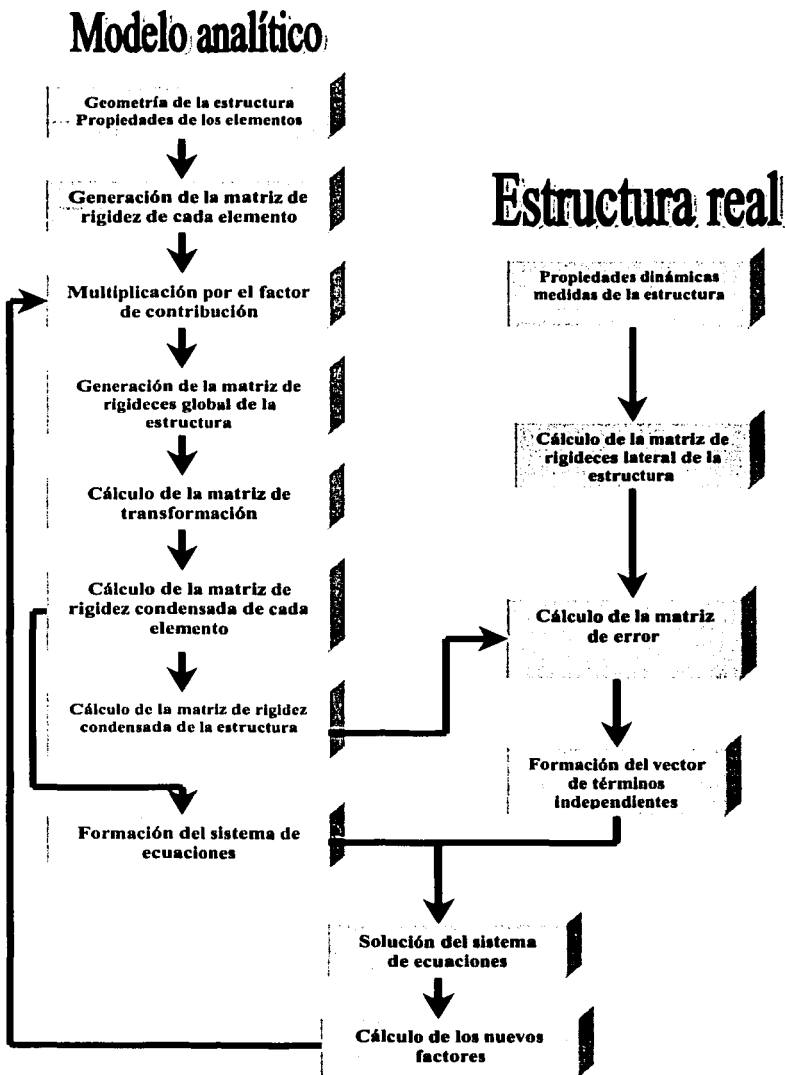 Modelo analítico
Geometría de la estructura
Propiedades de los elementos
Generación de la matriz de
rigidez de cada elemento
Multiplicación por el factor
de contribución
Generación de la matriz de
rigideces global de la
estructura
Cálculo de la matriz de
transformación
Cálculo de la matriz de
rigidez condensada de cada
elemento
Cálculo de la matriz de rigidez
condensada de la estructura
Formación del sistema de
ecuaciones
Estructura real
Propiedades dinámicas
medidas de la estructura
Cálculo de la matriz de
rigideces lateral de la
estructura
Cálculo de la matriz
de error
Formación del vector
de términos
independientes
Solución del sistema
de ecuaciones
Cálculo de los nuevos
factores